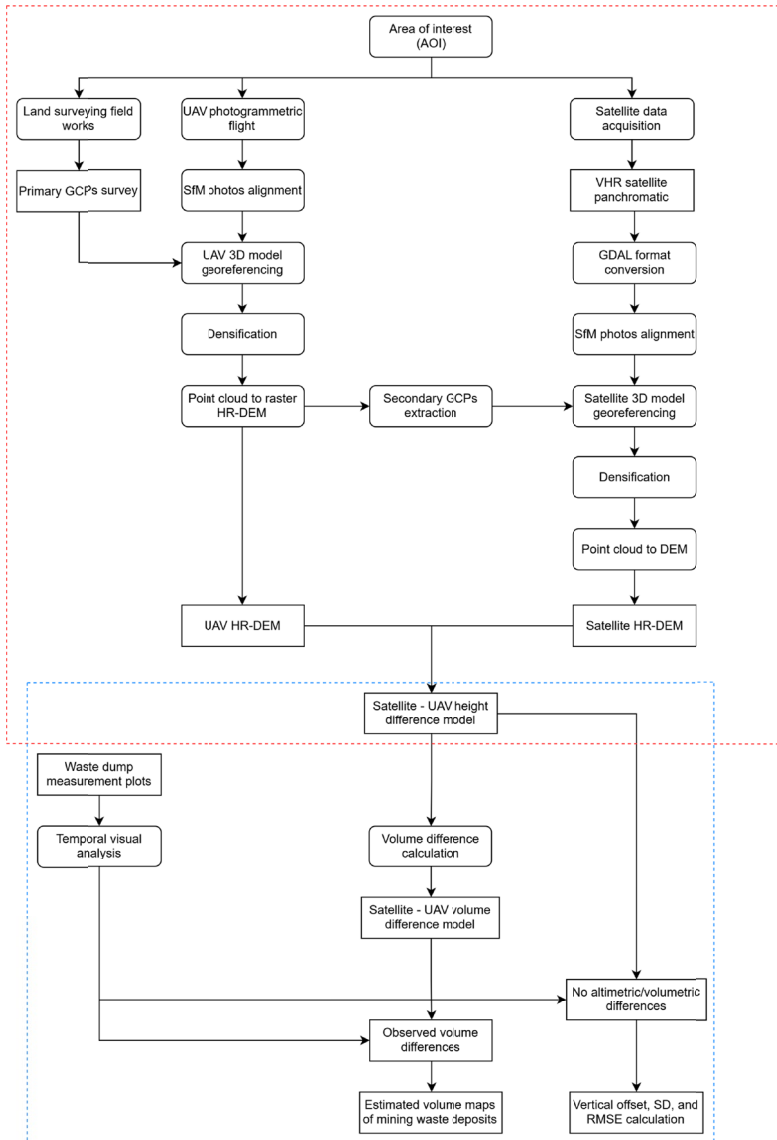 Area of interest
(AOI)
Land surveying field
works
UAV photogrammetric
flight
Satellite data
acquisition
Primary GCPs survey
SfM photos alignment
VHR satellite
panchromatic
UAV 3D model
georeferencing
GDAL format
conversion
Densification
SfM photos alignment
Point cloud to raster
HR-DEM
Secondary GCPs
extraction
Satellite 3D model
georeferencing
Densification
Point cloud to DEM
UAV HR-DEM
Satellite HR-DEM
Satellite - UAV height
difference model
Waste dump
measurement plots
Temporal visual
analysis
Volume difference
calculation
Satellite - UAV volume
difference model
No altimetric/volumetric
differences
Observed volume
differences
Estimated volume maps
of mining waste deposits
Vertical offset, SD, and
RMSE calculation